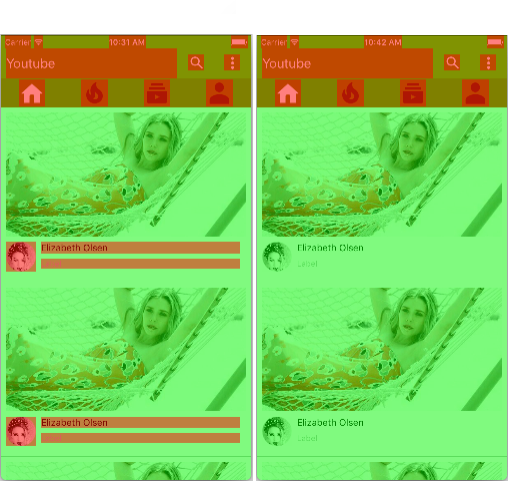 Carrier 10:31 AM
Youtube
Elizabeth Olsen
Label
Elizabeth Olsen
Carrier 10:42 AM
Youtube
Elizabeth Olsen
Label
Elizabeth Olsen
Label